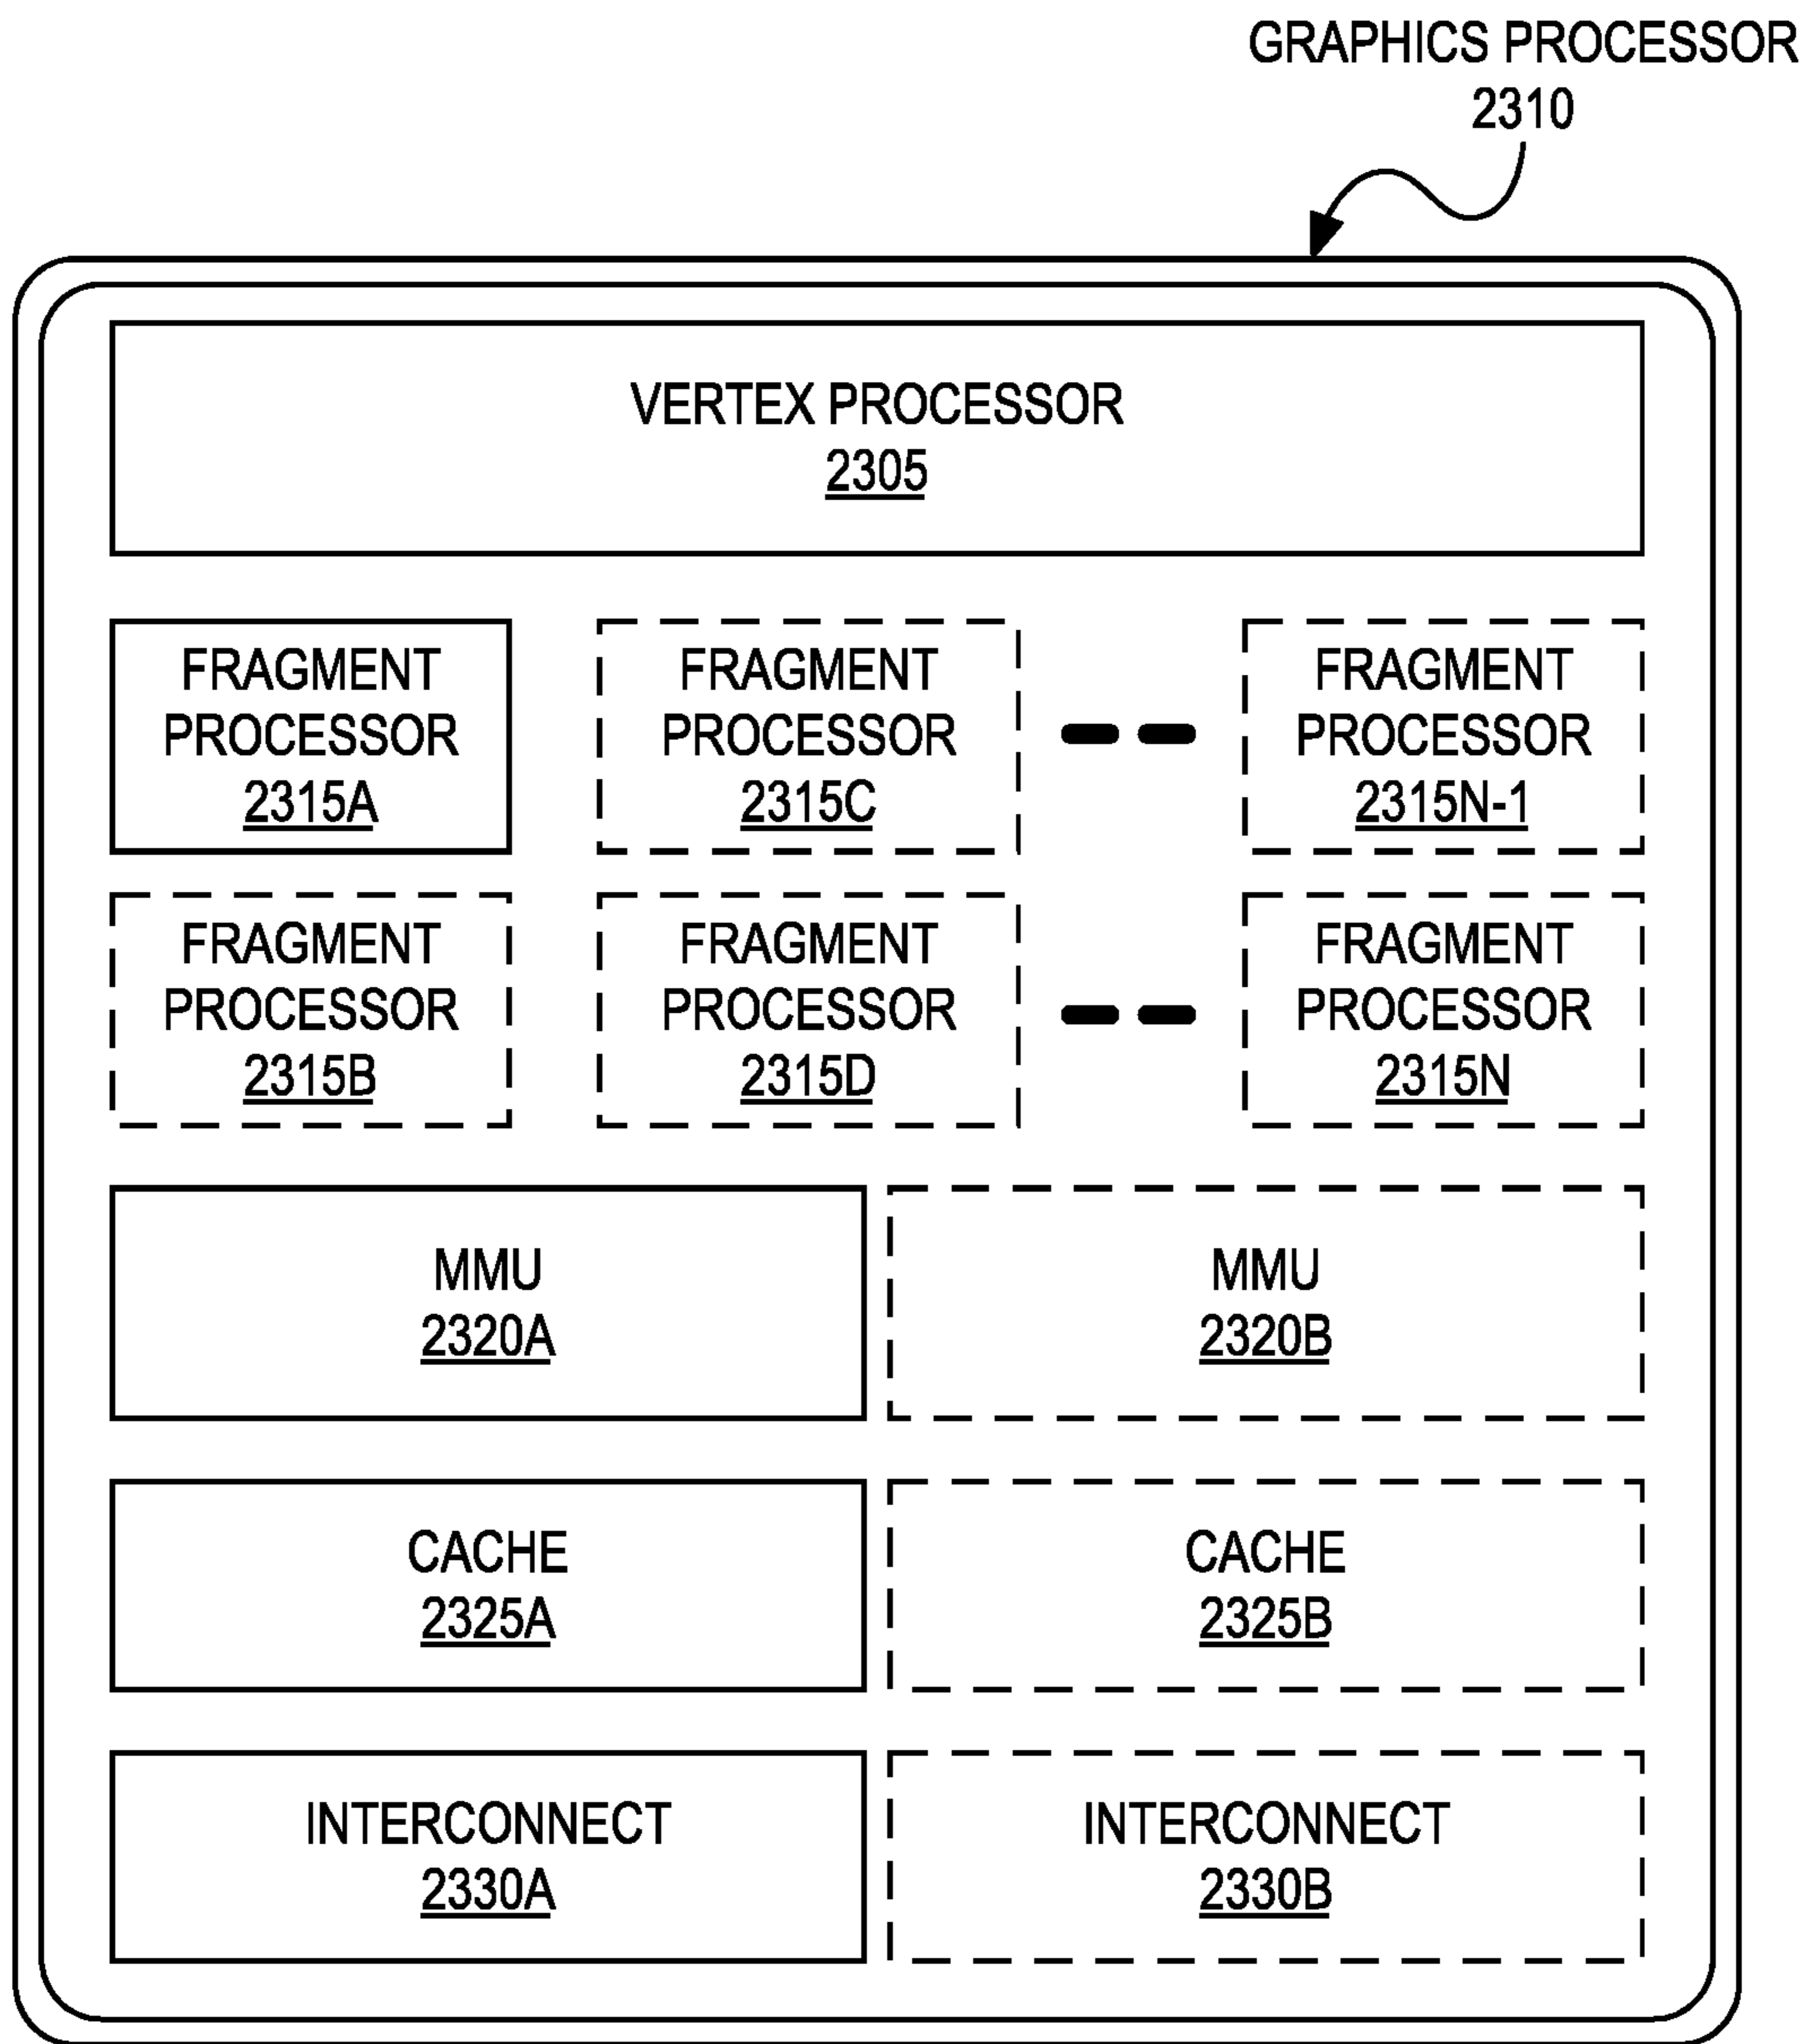 GRAPHICS PROCESSOR
2310
VERTEX PROCESSOR
2305
FRAGMENT
PROCESSOR
2315A
FRAGMENT
PROCESSOR
2315C
FRAGMENT
PROCESSOR
2315N-1
FRAGMENT
PROCESSOR
2315B
FRAGMENT
PROCESSOR
2315D
FRAGMENT
PROCESSOR
2315N
MMU
2320A
MMU
2320B
CACHE
2325A
CACHE
2325B
INTERCONNECT
2330A
INTERCONNECT
2330B